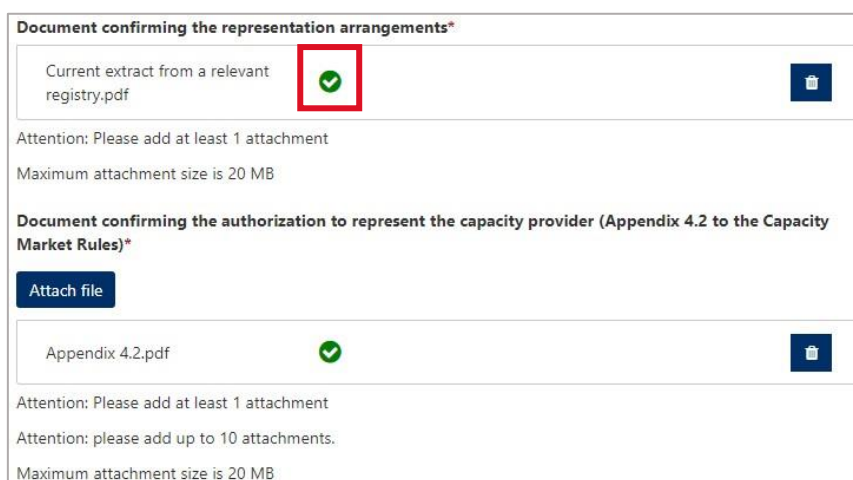 Document confirming the representation arrangements*
Current extract from a relevant
registry.pdf
Attention: Please add at least 1 attachment
Maximum attachment size is 20 MB
Document confirming the authorization to represent the capacity provider (Appendix 4.2 to the Capacity
Market Rules)*
Attach file
Appendix 4.2.pdf
Attention: Please add at least 1 attachment
Attention: please add up to 10 attachments.
Maximum attachment size is 20 MB